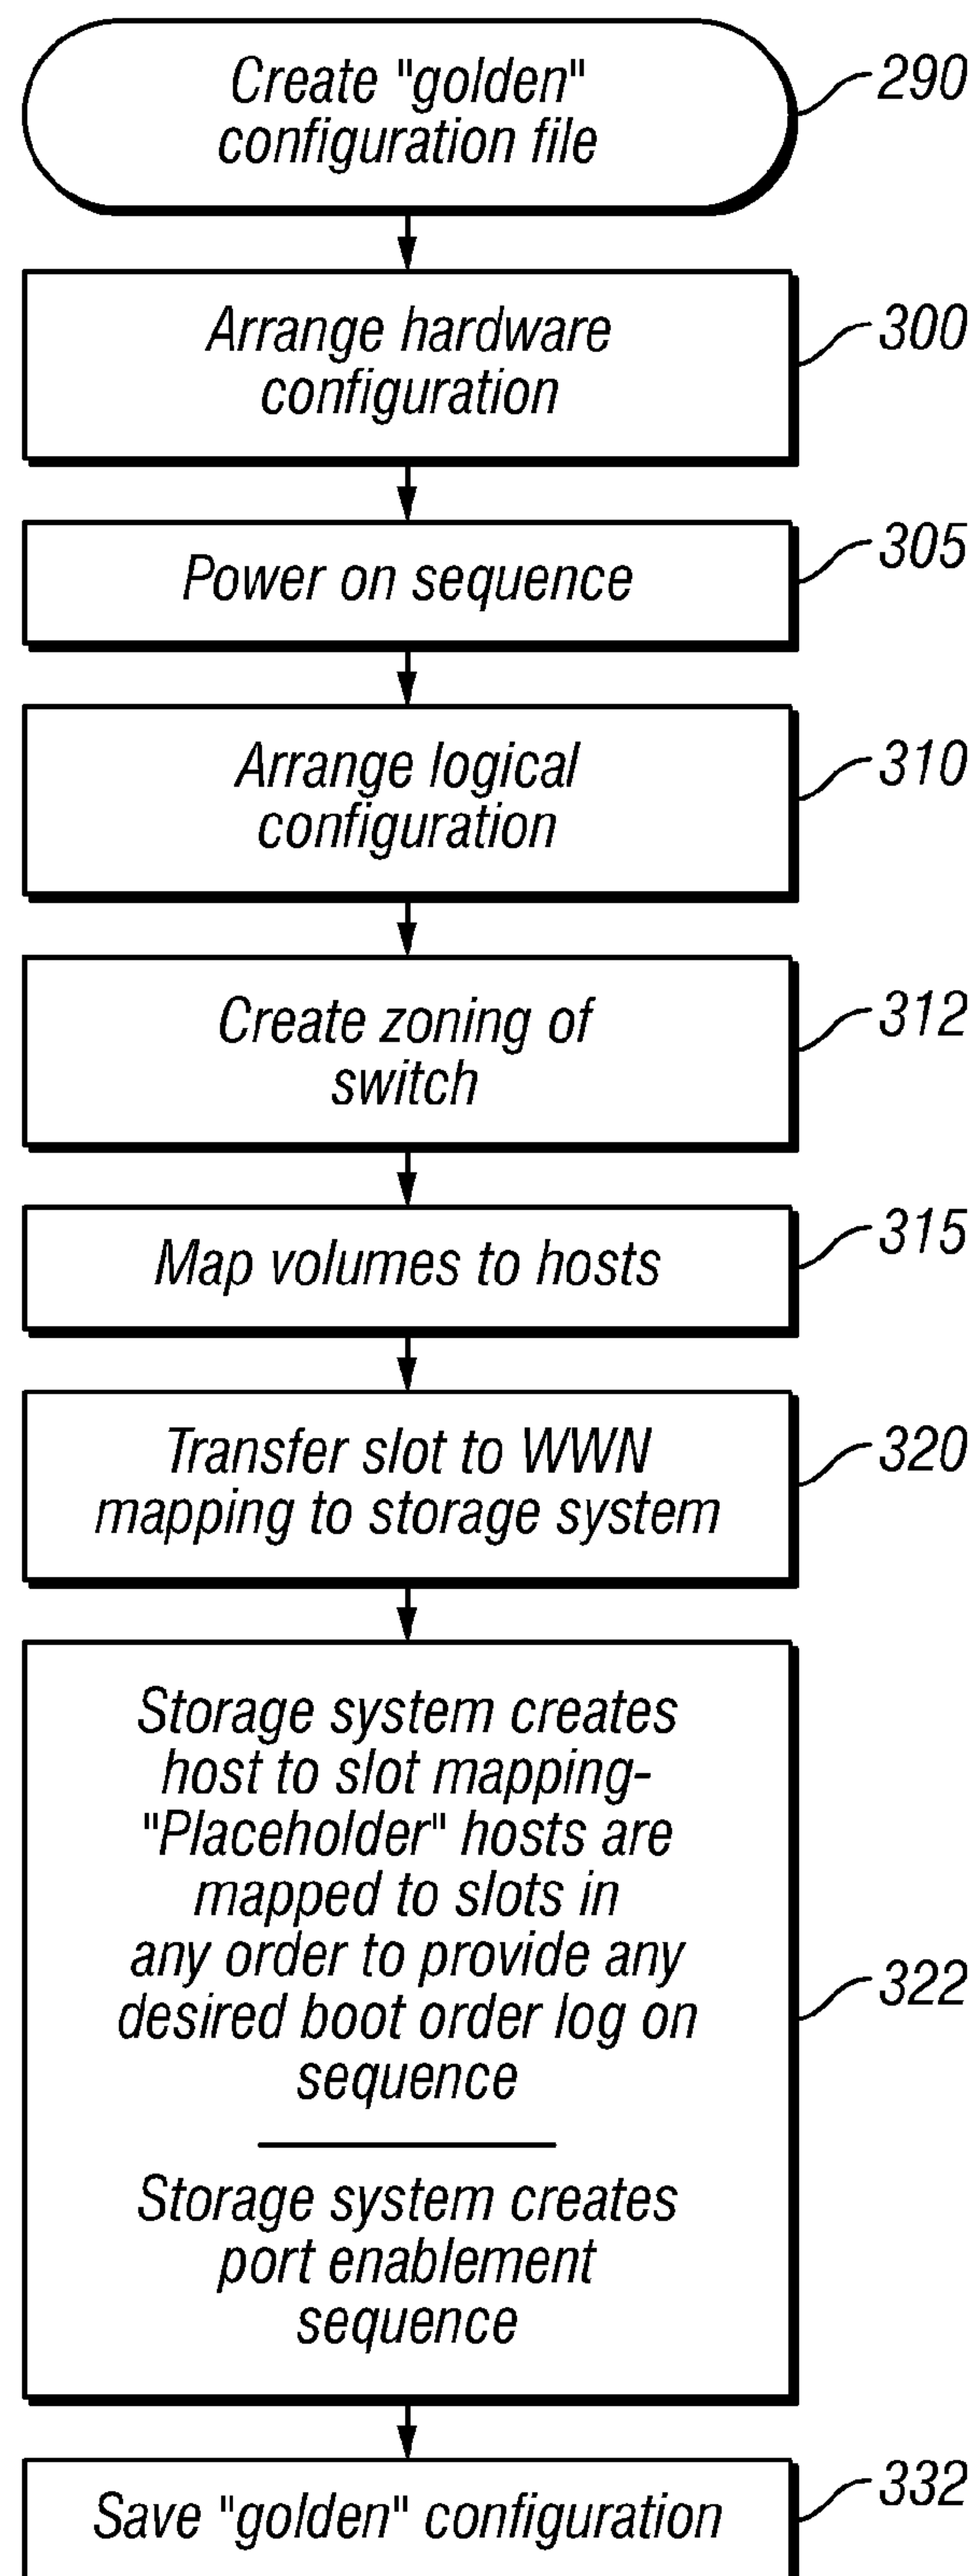 Create "golden"
configuration file
290
Arrange hardware
configuration
300
Power on sequence
305
Arrange logical
configuration
310
Create zoning of
switch
312
Map volumes to hosts
315
Transfer slot to WWN
mapping to storage system
320
Storage system creates
host to slot mapping-
"Placeholder" hosts are
mapped to slots in
any order to provide any
desired boot order log on
sequence
Storage system creates
port enablement
sequence
322
Save "golden" configuration
332